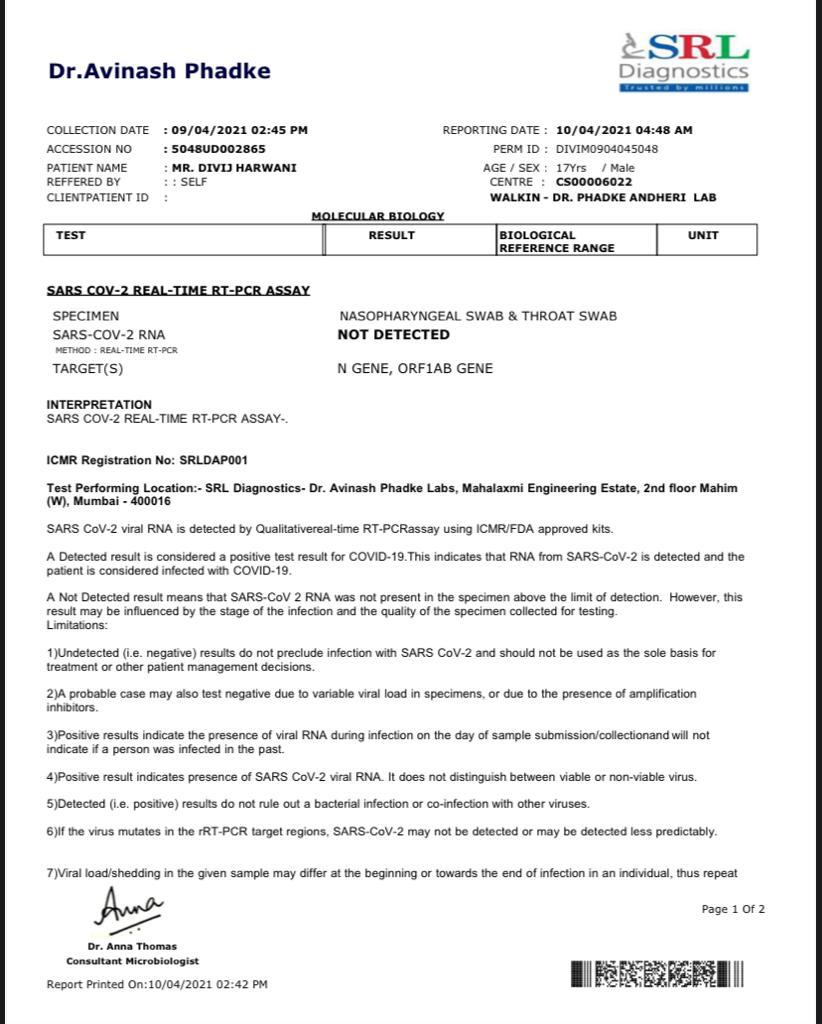 Dr.Avinash Phadke
SRL
Diagnostics
Trusted by millions
COLLECTION DATE : 09/04/2021 02:45 PM REPORTING DATE : 10/04/2021 04:48 AM
ACCESSION NO : 5048UD002865 PERM ID : DIVIM0904045048
PATIENT NAME : MR. DIVIJ HARWANI AGE / SEX : 17Yrs / Male
REFFERED BY : : SELF CENTRE : CS00006022
CLIENTPATIENT ID : WALKIN - DR. PHADKE ANDHERI LAB
MOLECULAR BIOLOGY
TEST RESULT BIOLOGICAL UNIT
REFERENCE RANGE
SARS COV-2 REAL-TIME RT-PCR ASSAY
SPECIMEN NASOPHARYNGEAL SWAB & THROAT SWAB
SARS-COV-2 RNA NOT DETECTED
METHOD : REAL-TIME RT-PCR
TARGET(S) N GENE, ORF1AB GENE
INTERPRETATION
SARS COV-2 REAL-TIME RT-PCR ASSAY-.
ICMR Registration No: SRLDAP001
Test Performing Location:- SRL Diagnostics- Dr. Avinash Phadke Labs, Mahalaxmi Engineering Estate, 2nd floor Mahim
(W), Mumbai - 400016
SARS CoV-2 viral RNA is detected by Qualitativereal-time RT-PCRassay using ICMR/FDA approved kits.
A Detected result is considered a positive test result for COVID-19.This indicates that RNA from SARS-CoV-2 is detected and the
patient is considered infected with COVID-19.
A Not Detected result means that SARS-CoV 2 RNA was not present in the specimen above the limit of detection. However, this
result may be influenced by the stage of the infection and the quality of the specimen collected for testing.
Limitations:
1)Undetected (i.e. negative) results do not preclude infection with SARS CoV-2 and should not be used as the sole basis for
treatment or other patient management decisions.
2)A probable case may also test negative due to variable viral load in specimens, or due to the presence of amplification
inhibitors.
3)Positive results indicate the presence of viral RNA during infection on the day of sample submission/collectionand will not
indicate if a person was infected in the past.
4)Positive result indicates presence of SARS CoV-2 viral RNA. It does not distinguish between viable or non-viable virus.
5)Detected (i.e. positive) results do not rule out a bacterial infection or co-infection with other viruses.
6)If the virus mutates in the rRT-PCR target regions, SARS-CoV-2 may not be detected or may be detected less predictably.
7)Viral load/shedding in the given sample may differ at the beginning or towards the end of infection in an individual, thus repeat
Anna
Page 1 Of 2
Dr. Anna Thomas
Consultant Microbiologist
Report Printed On:10/04/2021 02:42 PM